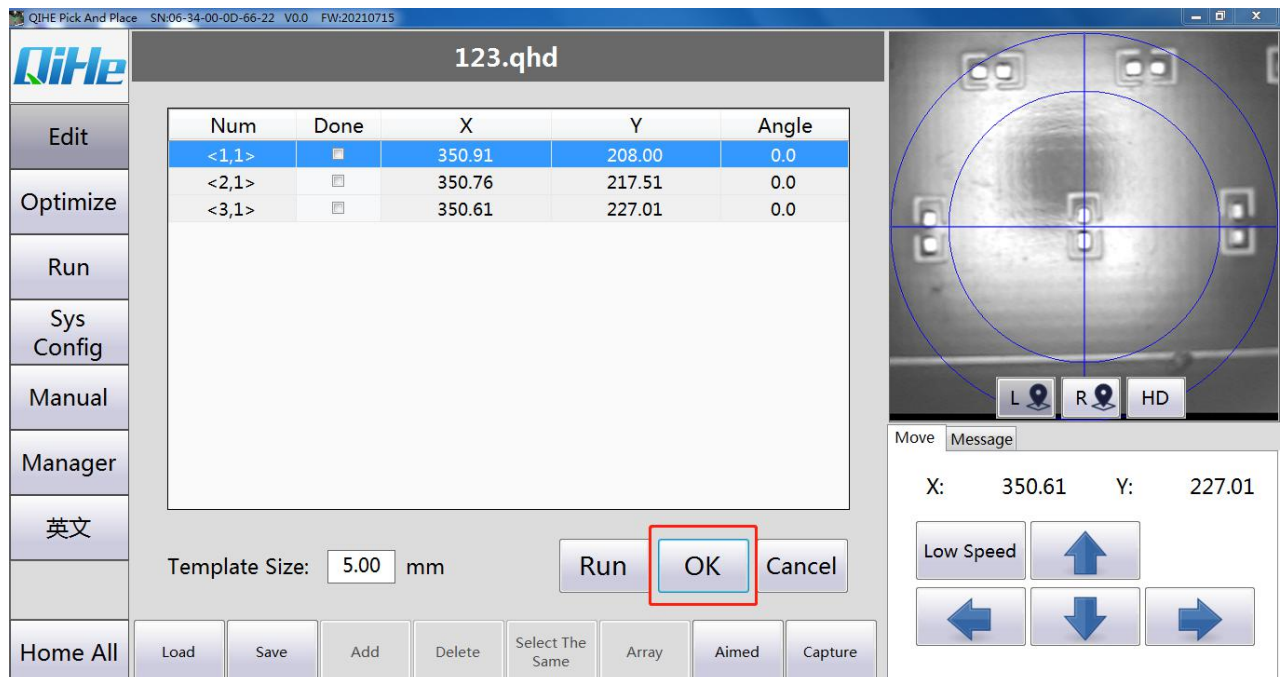 QIHE Pick And Place SN:06-34-00-0D-66-22 V0.0 FW:20210715
QiHe
123.qhd
Edit
Optimize
Run
Sys
Config
Manual
Manager
英文
Home All
Num Done X Y Angle
<1,1> 350.91 208.00 0.0
<2,1> 350.76 217.51 0.0
<3,1> 350.61 227.01 0.0
Template Size: 5.00 mm
Run OK Cancel
Load Save Add Delete Select The Same Array Aimed Capture
L R HD
Move Message
X: 350.61 Y: 227.01
Low Speed